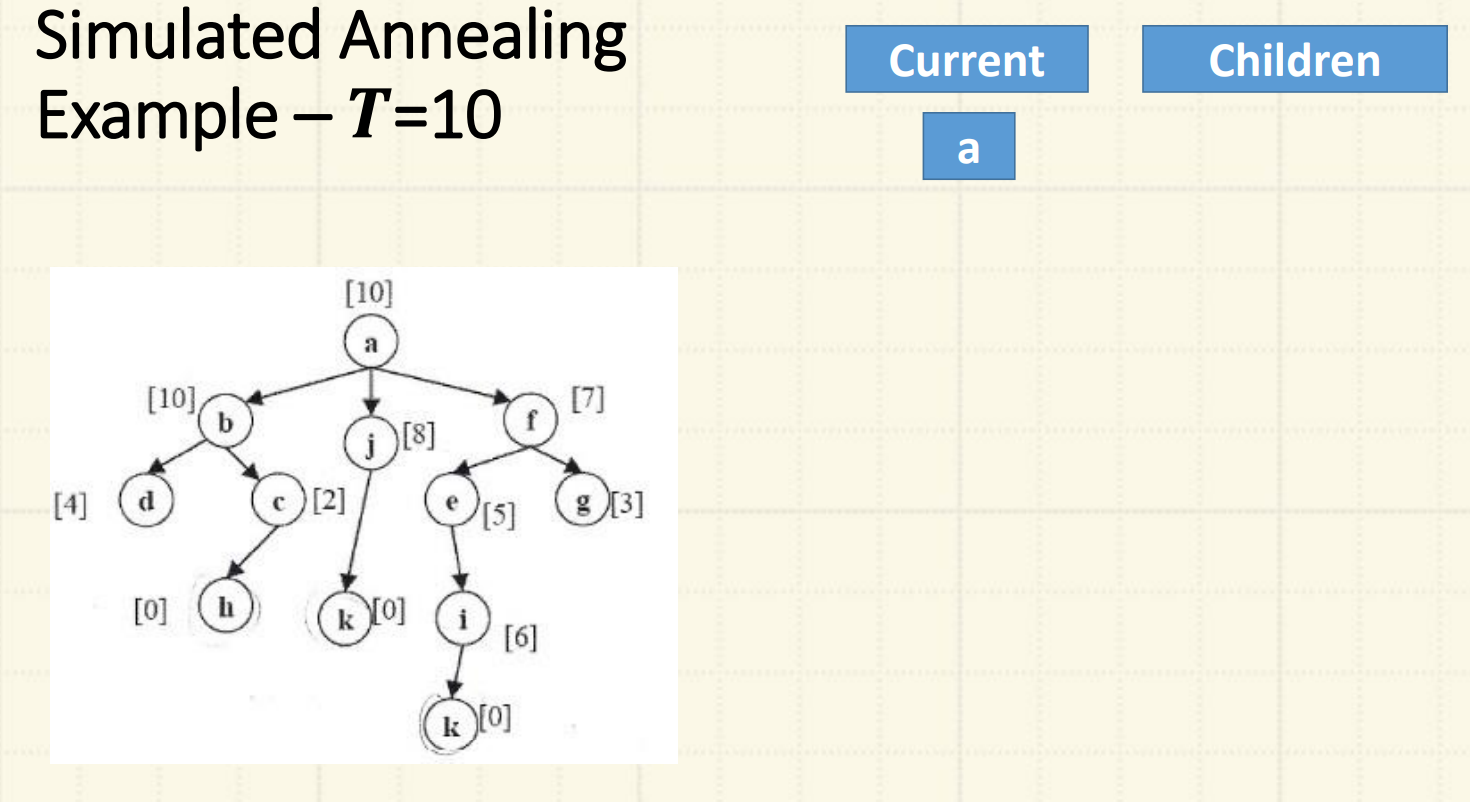 Simulated Annealing
Example – T=10
Current
Children
a
[10]
a
[10]
b
j
[8]
f
[7]
[4]
d
c
[2]
e
[5]
g
[3]
[0]
h
k
[0]
i
[6]
k
[0]